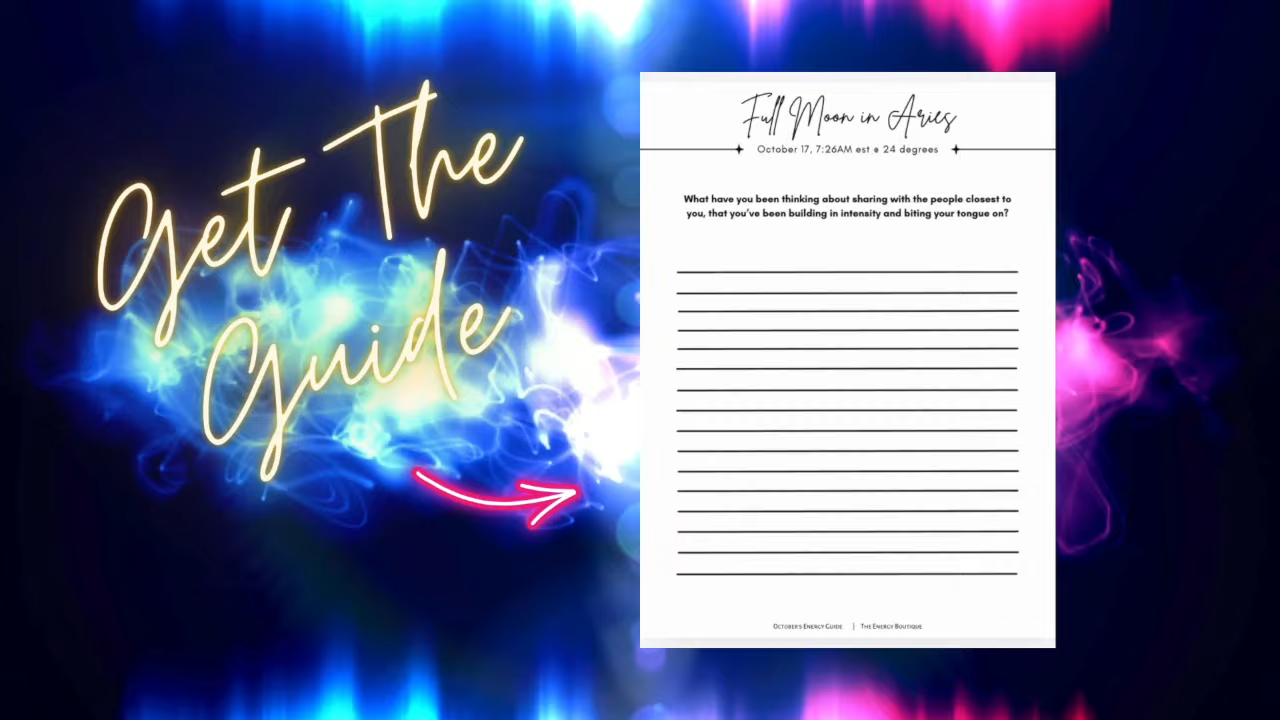 Get The
Guide
Full Moon in Aries
October 17, 7:26AM est @ 24 degrees
What have you been thinking about sharing with the people closest to
you, that you've been building in intensity and biting your tongue on?
October's Energy Guide | The Energy Boutique